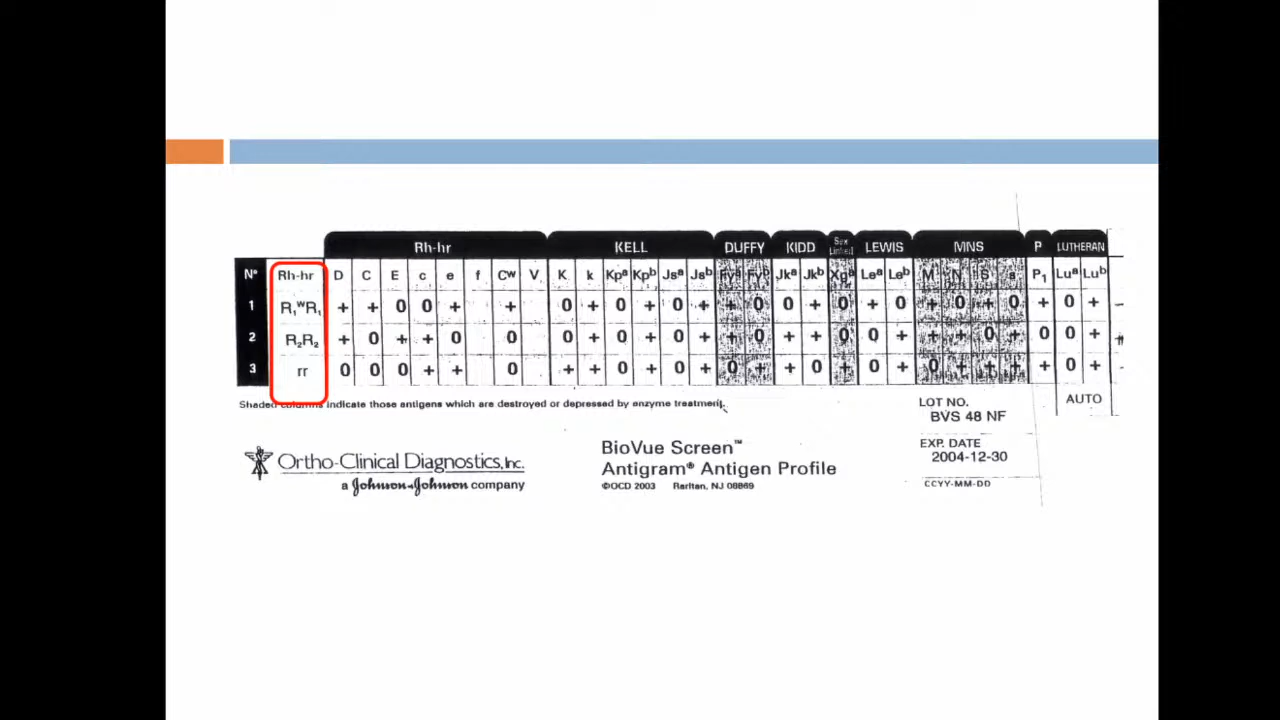 Rh-hr KELL DUFFY KIDD Sex Linked LEWIS MNS P LUTHERAN
N° Rh-hr D C E c e f Cʷ V K k Kpᵃ Kpᵇ Jsᵃ Jsᵇ Fyᵃ Fyᵇ Jkᵃ Jkᵇ Xgᵃ Leᵃ Leᵇ M N S s P₁ Luᵃ Luᵇ
1 R₁ʷR₁ + + 0 0 + + 0 + 0 + 0 + + 0 0 + 0 + 0 + 0 + 0 + 0 +
2 R₂R₂ + 0 + + 0 0 0 + 0 + 0 + + 0 + + 0 0 + + + 0 + 0 0 +
3 rr 0 0 0 + + 0 + + 0 + 0 + 0 + + 0 + 0 + 0 + + + + 0 +
Shaded columns indicate those antigens which are destroyed or depressed by enzyme treatment.
LOT NO.
BVS 48 NF
AUTO
EXP. DATE
2004-12-30
CCYY-MM-DD
Ortho-Clinical Diagnostics, Inc.
a Johnson & Johnson company
BioVue Screen™
Antigram® Antigen Profile
©OCD 2003 Raritan, NJ 08869